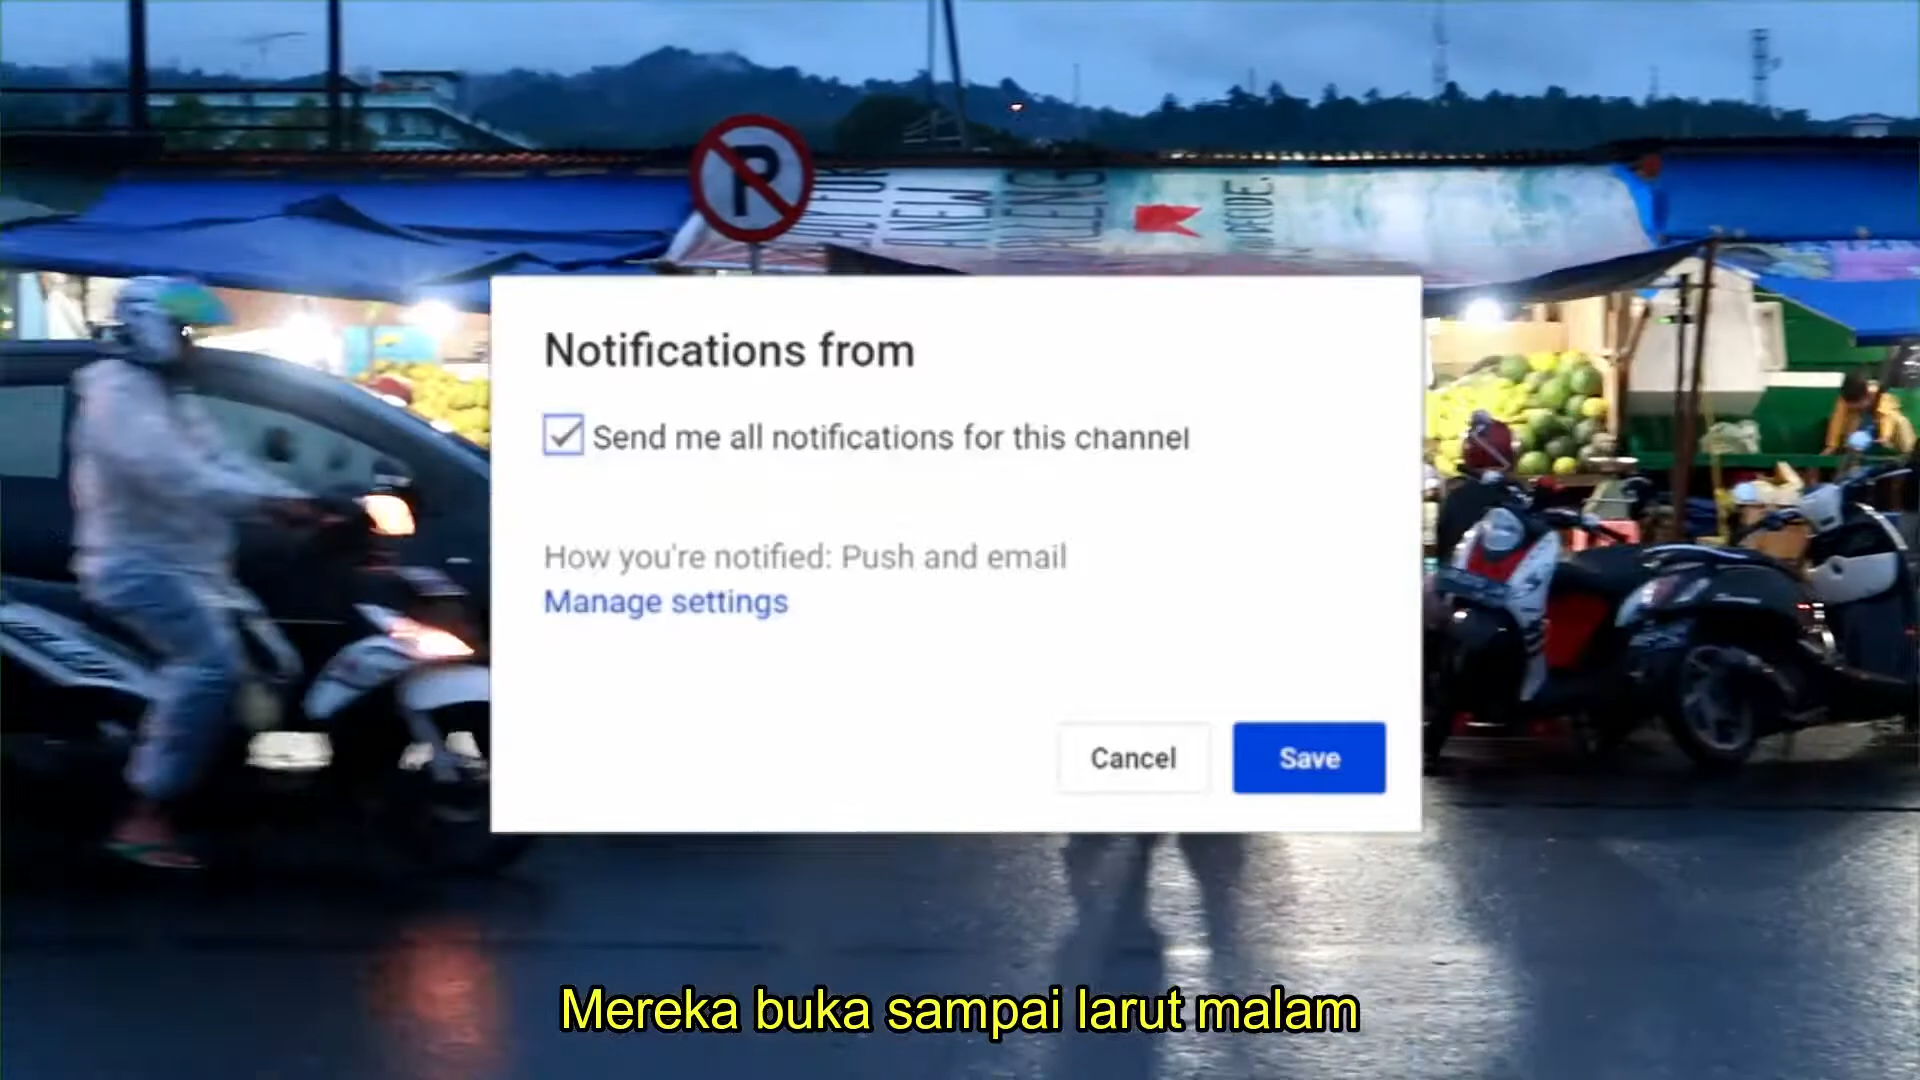 P
A NEW
Notifications from
Send me all notifications for this channel
How you're notified: Push and email
Manage settings
Cancel
Save
Mereka buka sampai larut malam